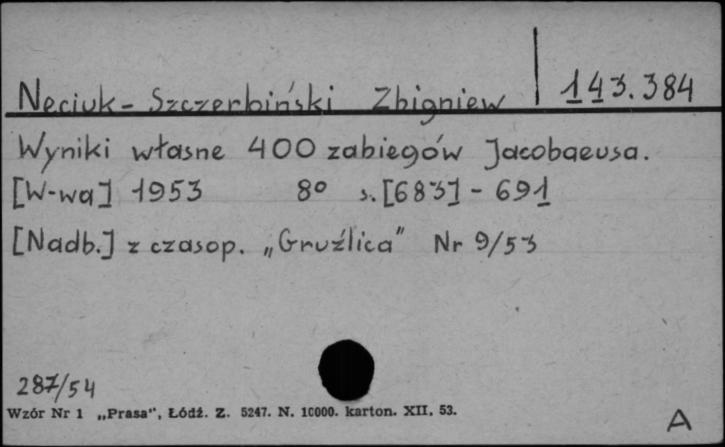 Neciuk - Szczerbiński Zbigniew 143.384
Wyniki własne 400 zabiegów Jacobaeusa.
[W-wa] 1953 8° s. [683] - 691
[Nadb.] z czasop. „Gruźlica" Nr 9/53
287/54
Wzór Nr 1 „Prasa", Łódź. Z. 5247. N. 10000. karton. XII. 53.
A